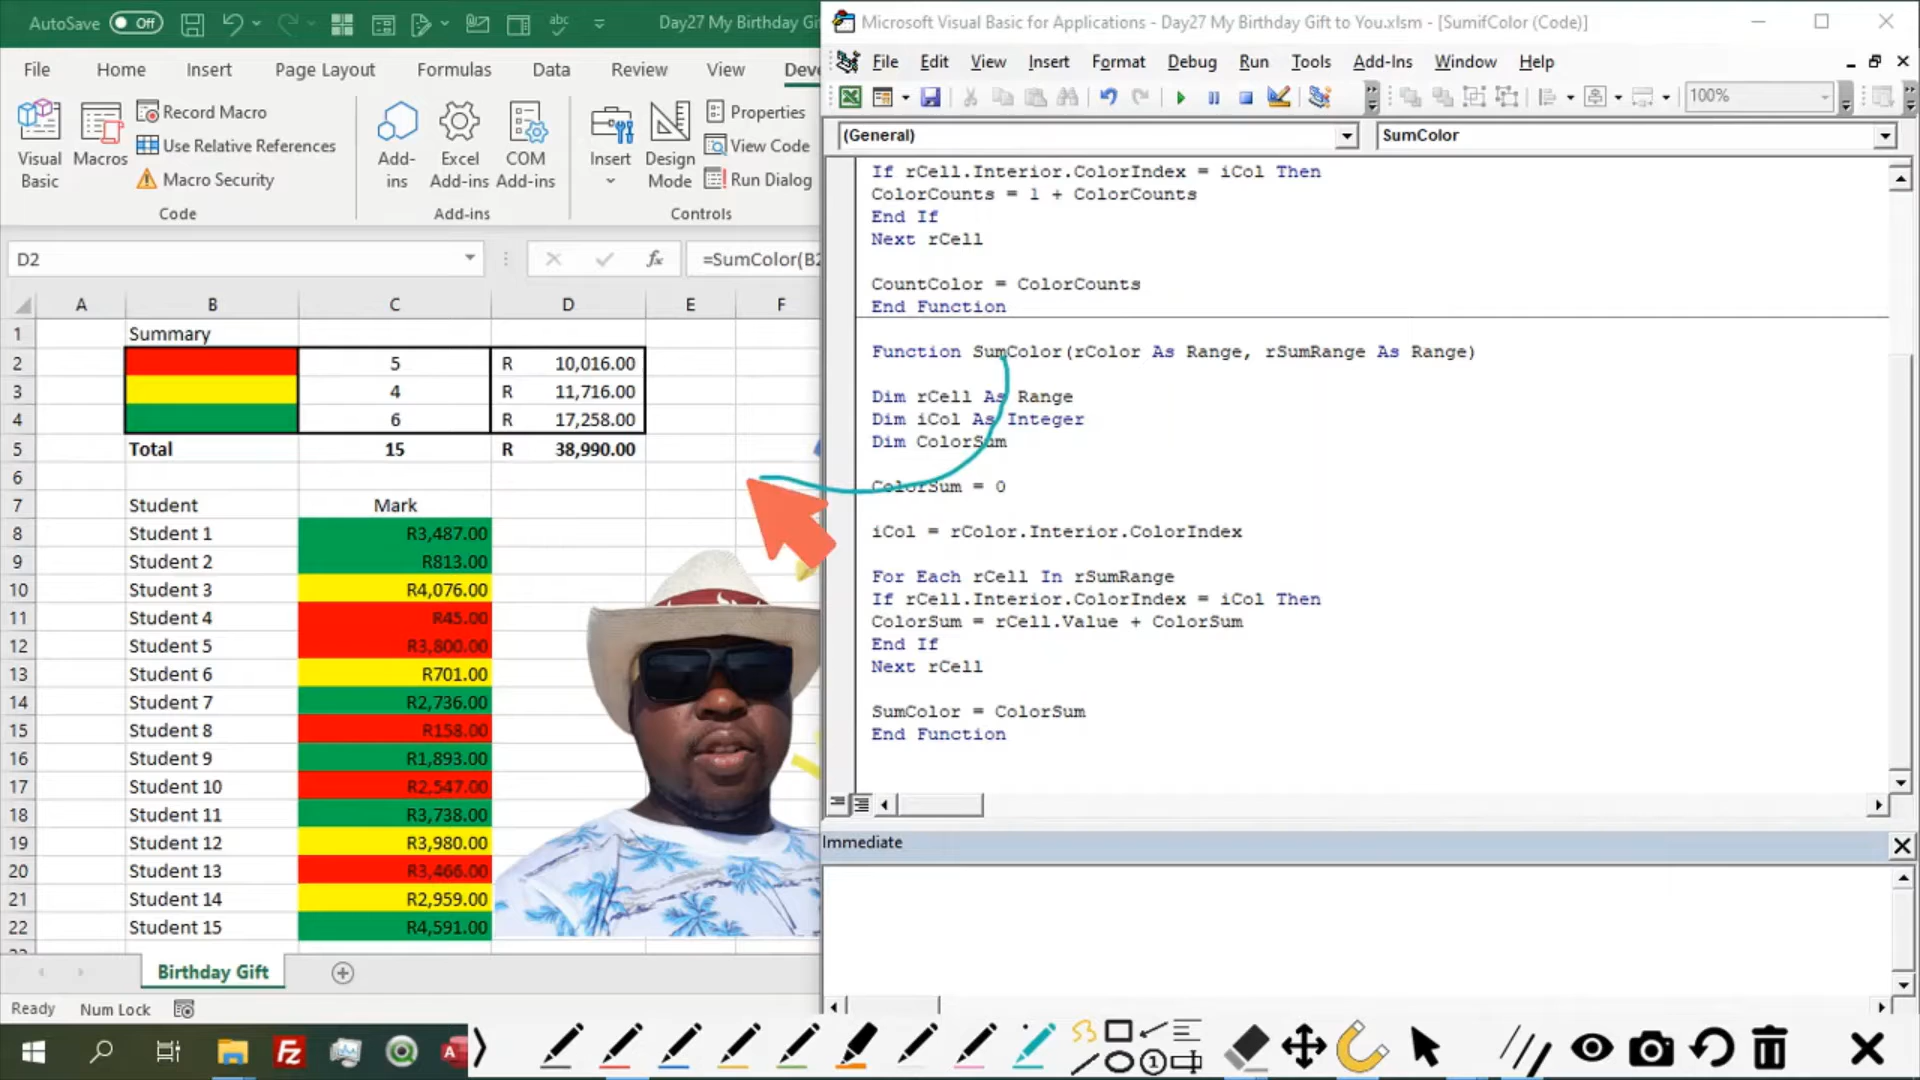 AutoSave Off
abc
Day27 My Birthday Gi
File Home Insert Page Layout Formulas Data Review View Dev
Visual Basic
Macros
Record Macro
Use Relative References
Macro Security
Code
Add-ins
Excel Add-ins
COM Add-ins
Add-ins
Insert
Design Mode
Properties
View Code
Run Dialog
Controls
D2
fx
=SumColor(B2
A B C D E F
1 Summary
2 5 R 10,016.00
3 4 R 11,716.00
4 6 R 17,258.00
5 Total 15 R 38,990.00
6
7 Student Mark
8 Student 1 R3,487.00
9 Student 2 R813.00
10 Student 3 R4,076.00
11 Student 4 R45.00
12 Student 5 R3,800.00
13 Student 6 R701.00
14 Student 7 R2,736.00
15 Student 8 R158.00
16 Student 9 R1,893.00
17 Student 10 R2,547.00
18 Student 11 R3,738.00
19 Student 12 R3,980.00
20 Student 13 R3,466.00
21 Student 14 R2,959.00
22 Student 15 R4,591.00
Birthday Gift
Ready Num Lock
Microsoft Visual Basic for Applications - Day27 My Birthday Gift to You.xlsm - [SumifColor (Code)]
File Edit View Insert Format Debug Run Tools Add-Ins Window Help
100%
(General) SumColor
If rCell.Interior.ColorIndex = iCol Then
ColorCounts = 1 + ColorCounts
End If
Next rCell
CountColor = ColorCounts
End Function
Function SumColor(rColor As Range, rSumRange As Range)
Dim rCell As Range
Dim iCol As Integer
Dim ColorSum
ColorSum = 0
iCol = rColor.Interior.ColorIndex
For Each rCell In rSumRange
If rCell.Interior.ColorIndex = iCol Then
ColorSum = rCell.Value + ColorSum
End If
Next rCell
SumColor = ColorSum
End Function
Immediate
Fz
A
1